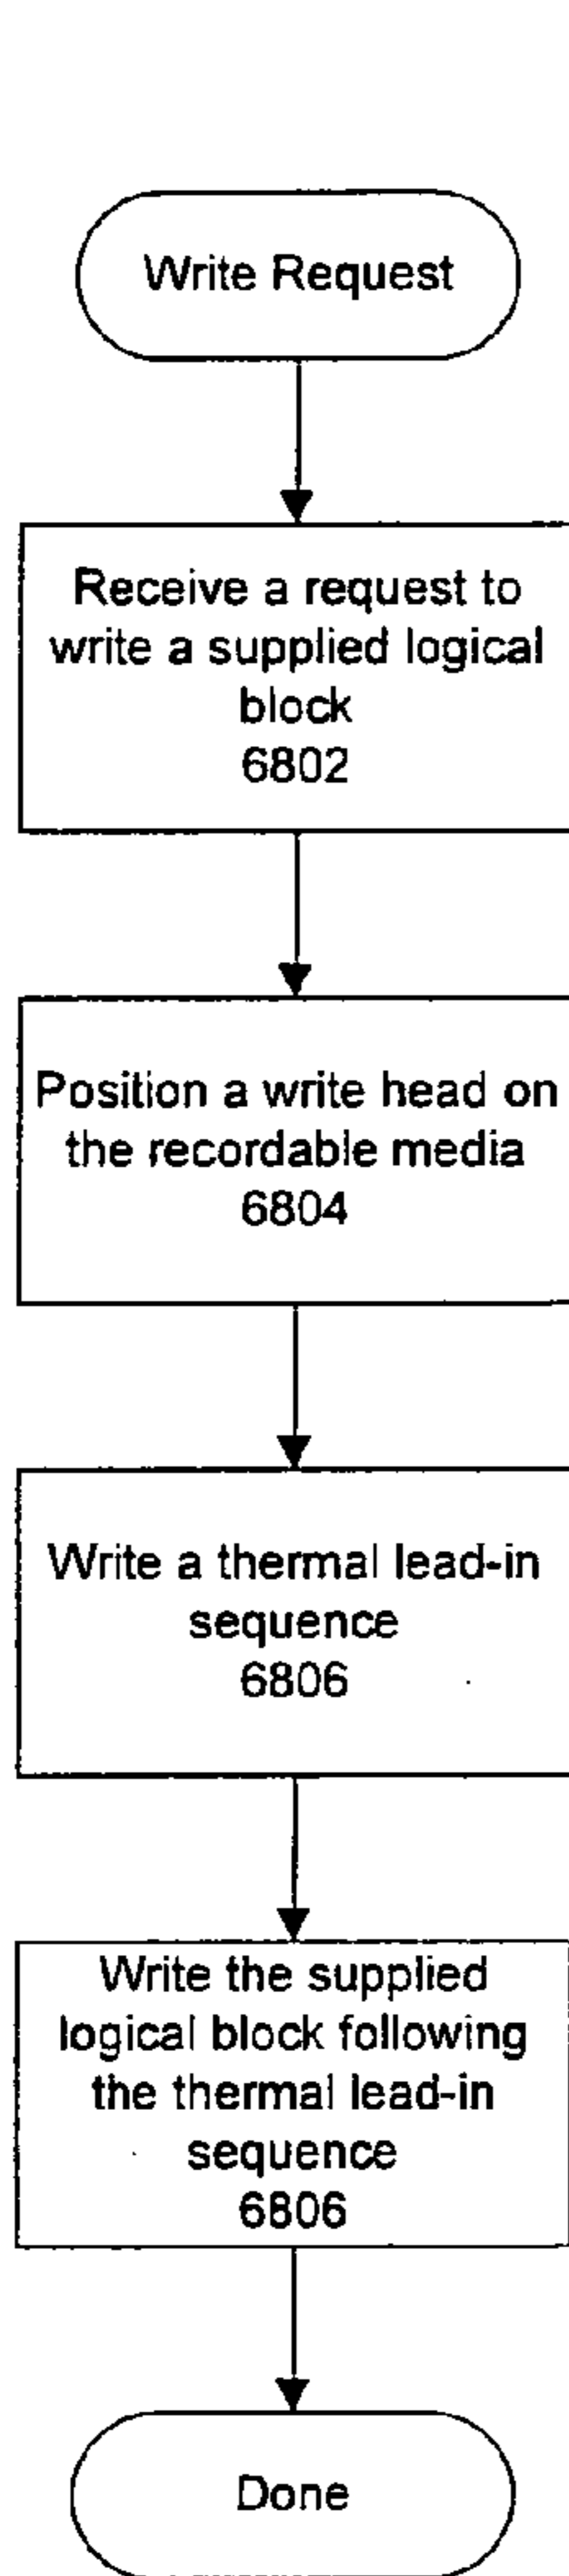 Write Request
Receive a request to
write a supplied logical
block
6802
Position a write head on
the recordable media
6804
Write a thermal lead-in
sequence
6806
Write the supplied
logical block following
the thermal lead-in
sequence
6806
Done